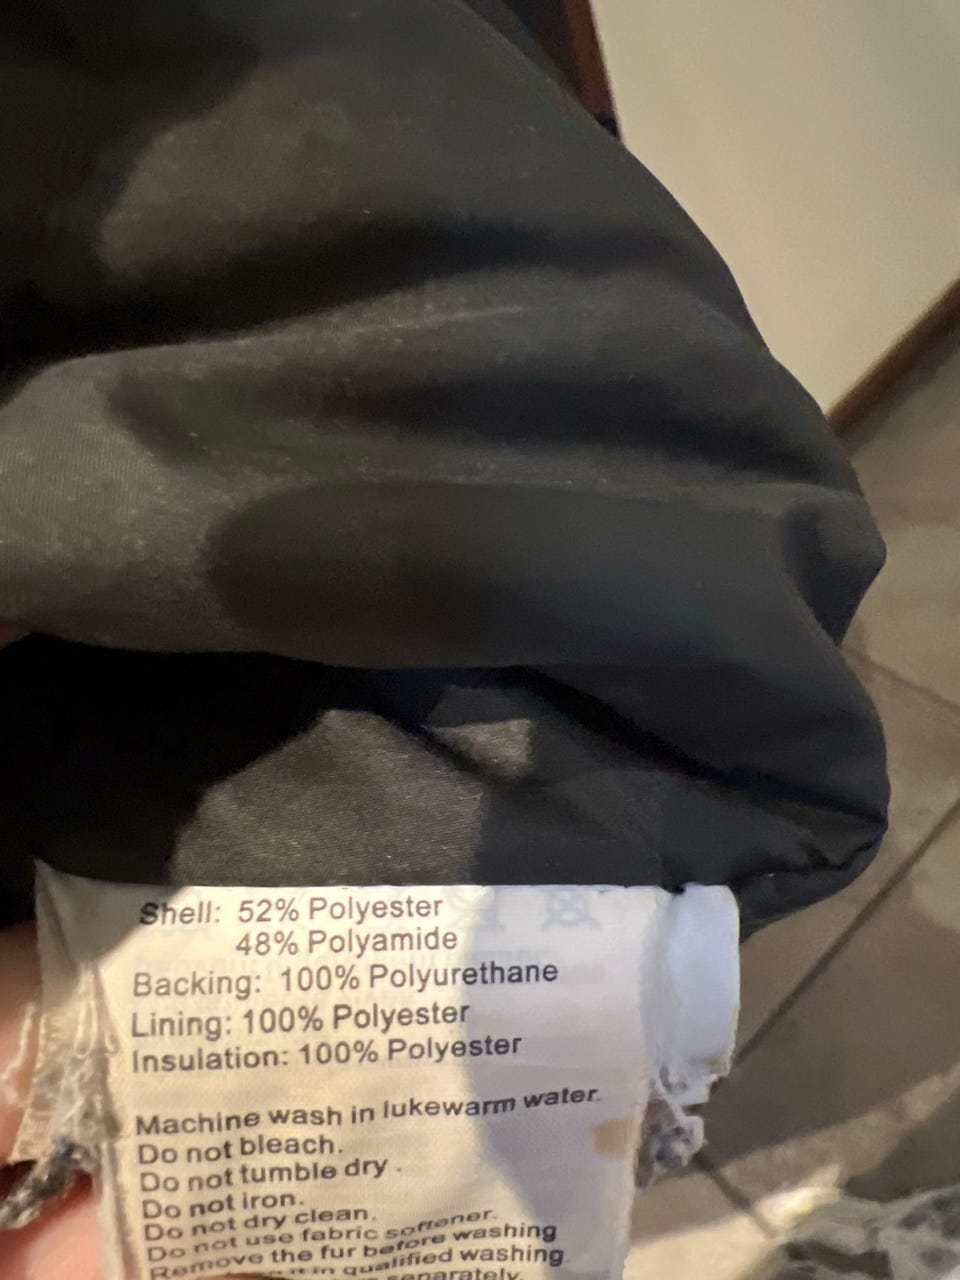 Shell: 52% Polyester
48% Polyamide
Backing: 100% Polyurethane
Lining: 100% Polyester
Insulation: 100% Polyester
Machine wash in lukewarm water.
Do not bleach.
Do not tumble dry.
Do not iron.
Do not dry clean.
Do not use fabric softener.
Remove the fur before washing
in qualified washing
separately.